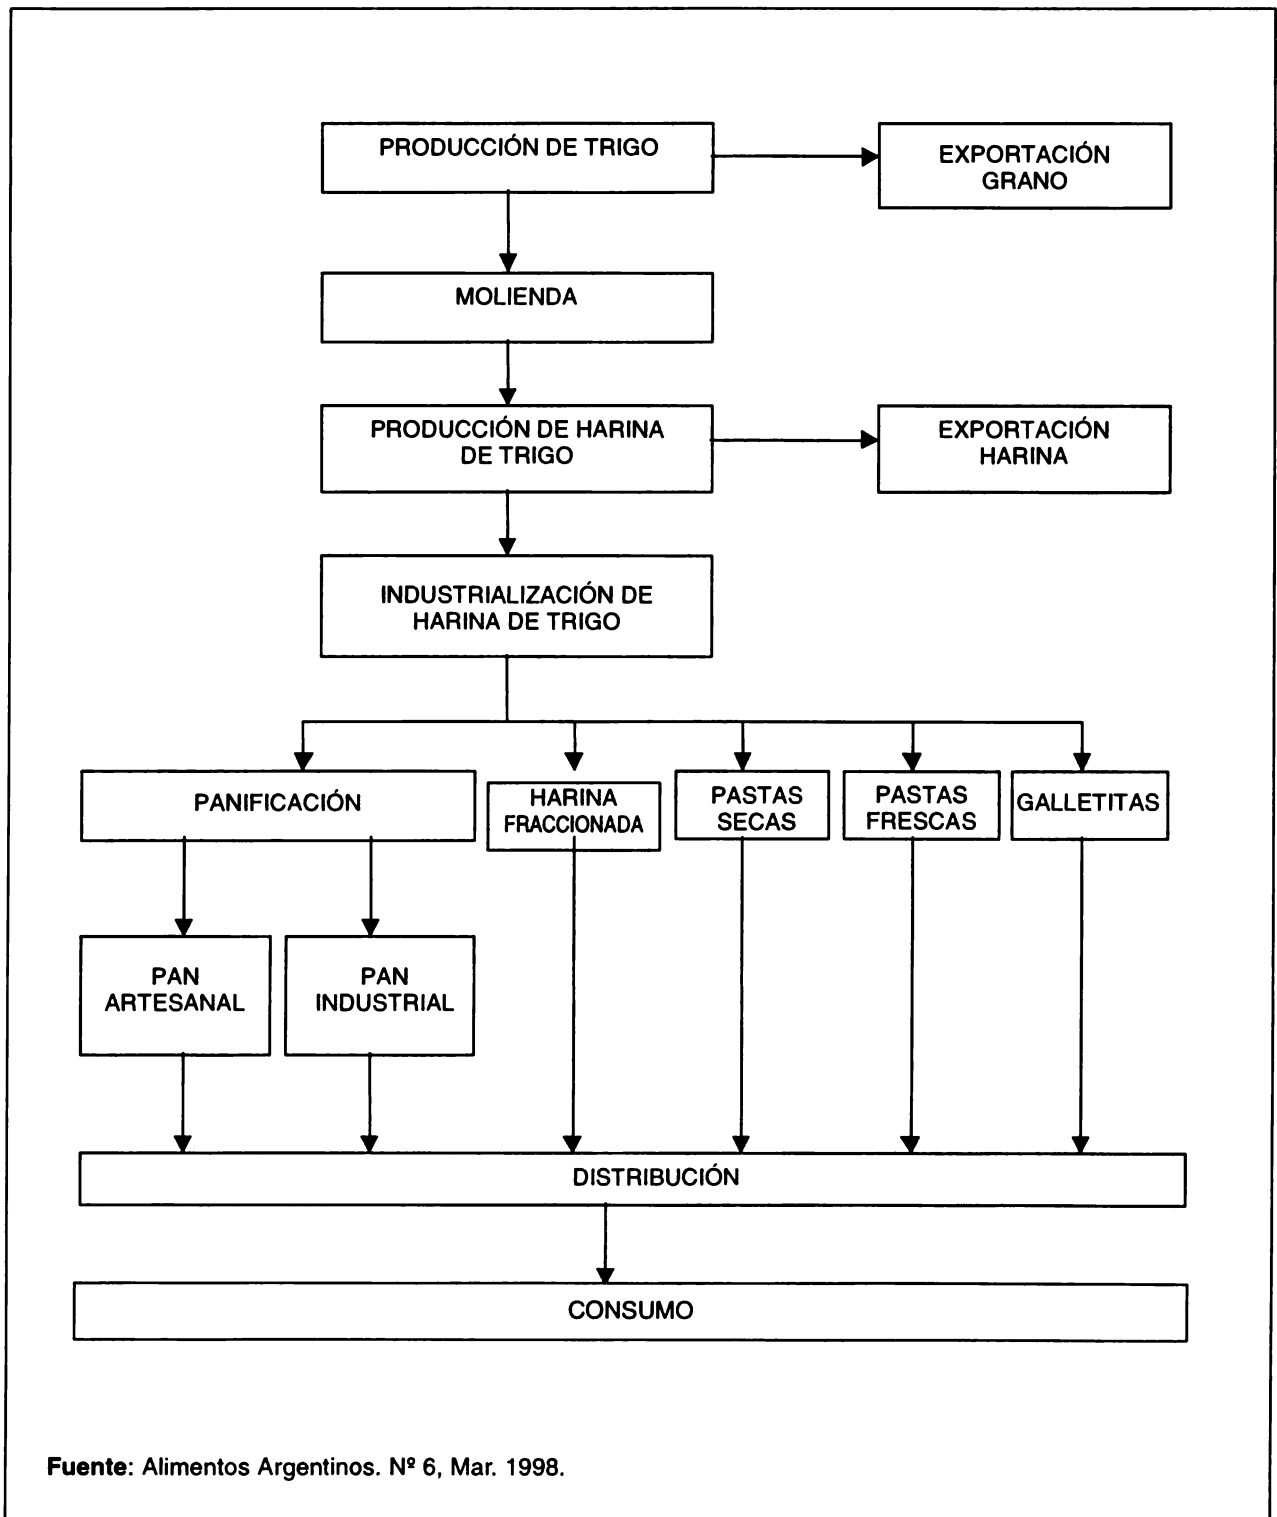 PRODUCCIÓN DE TRIGO
EXPORTACIÓN
GRANO
MOLIENDA
PRODUCCIÓN DE HARINA
DE TRIGO
EXPORTACIÓN
HARINA
INDUSTRIALIZACIÓN DE
HARINA DE TRIGO
PANIFICACIÓN
HARINA
FRACCIONADA
PASTAS
SECAS
PASTAS
FRESCAS
GALLETITAS
PAN
ARTESANAL
PAN
INDUSTRIAL
DISTRIBUCIÓN
CONSUMO
Fuente: Alimentos Argentinos. Nº 6, Mar. 1998.